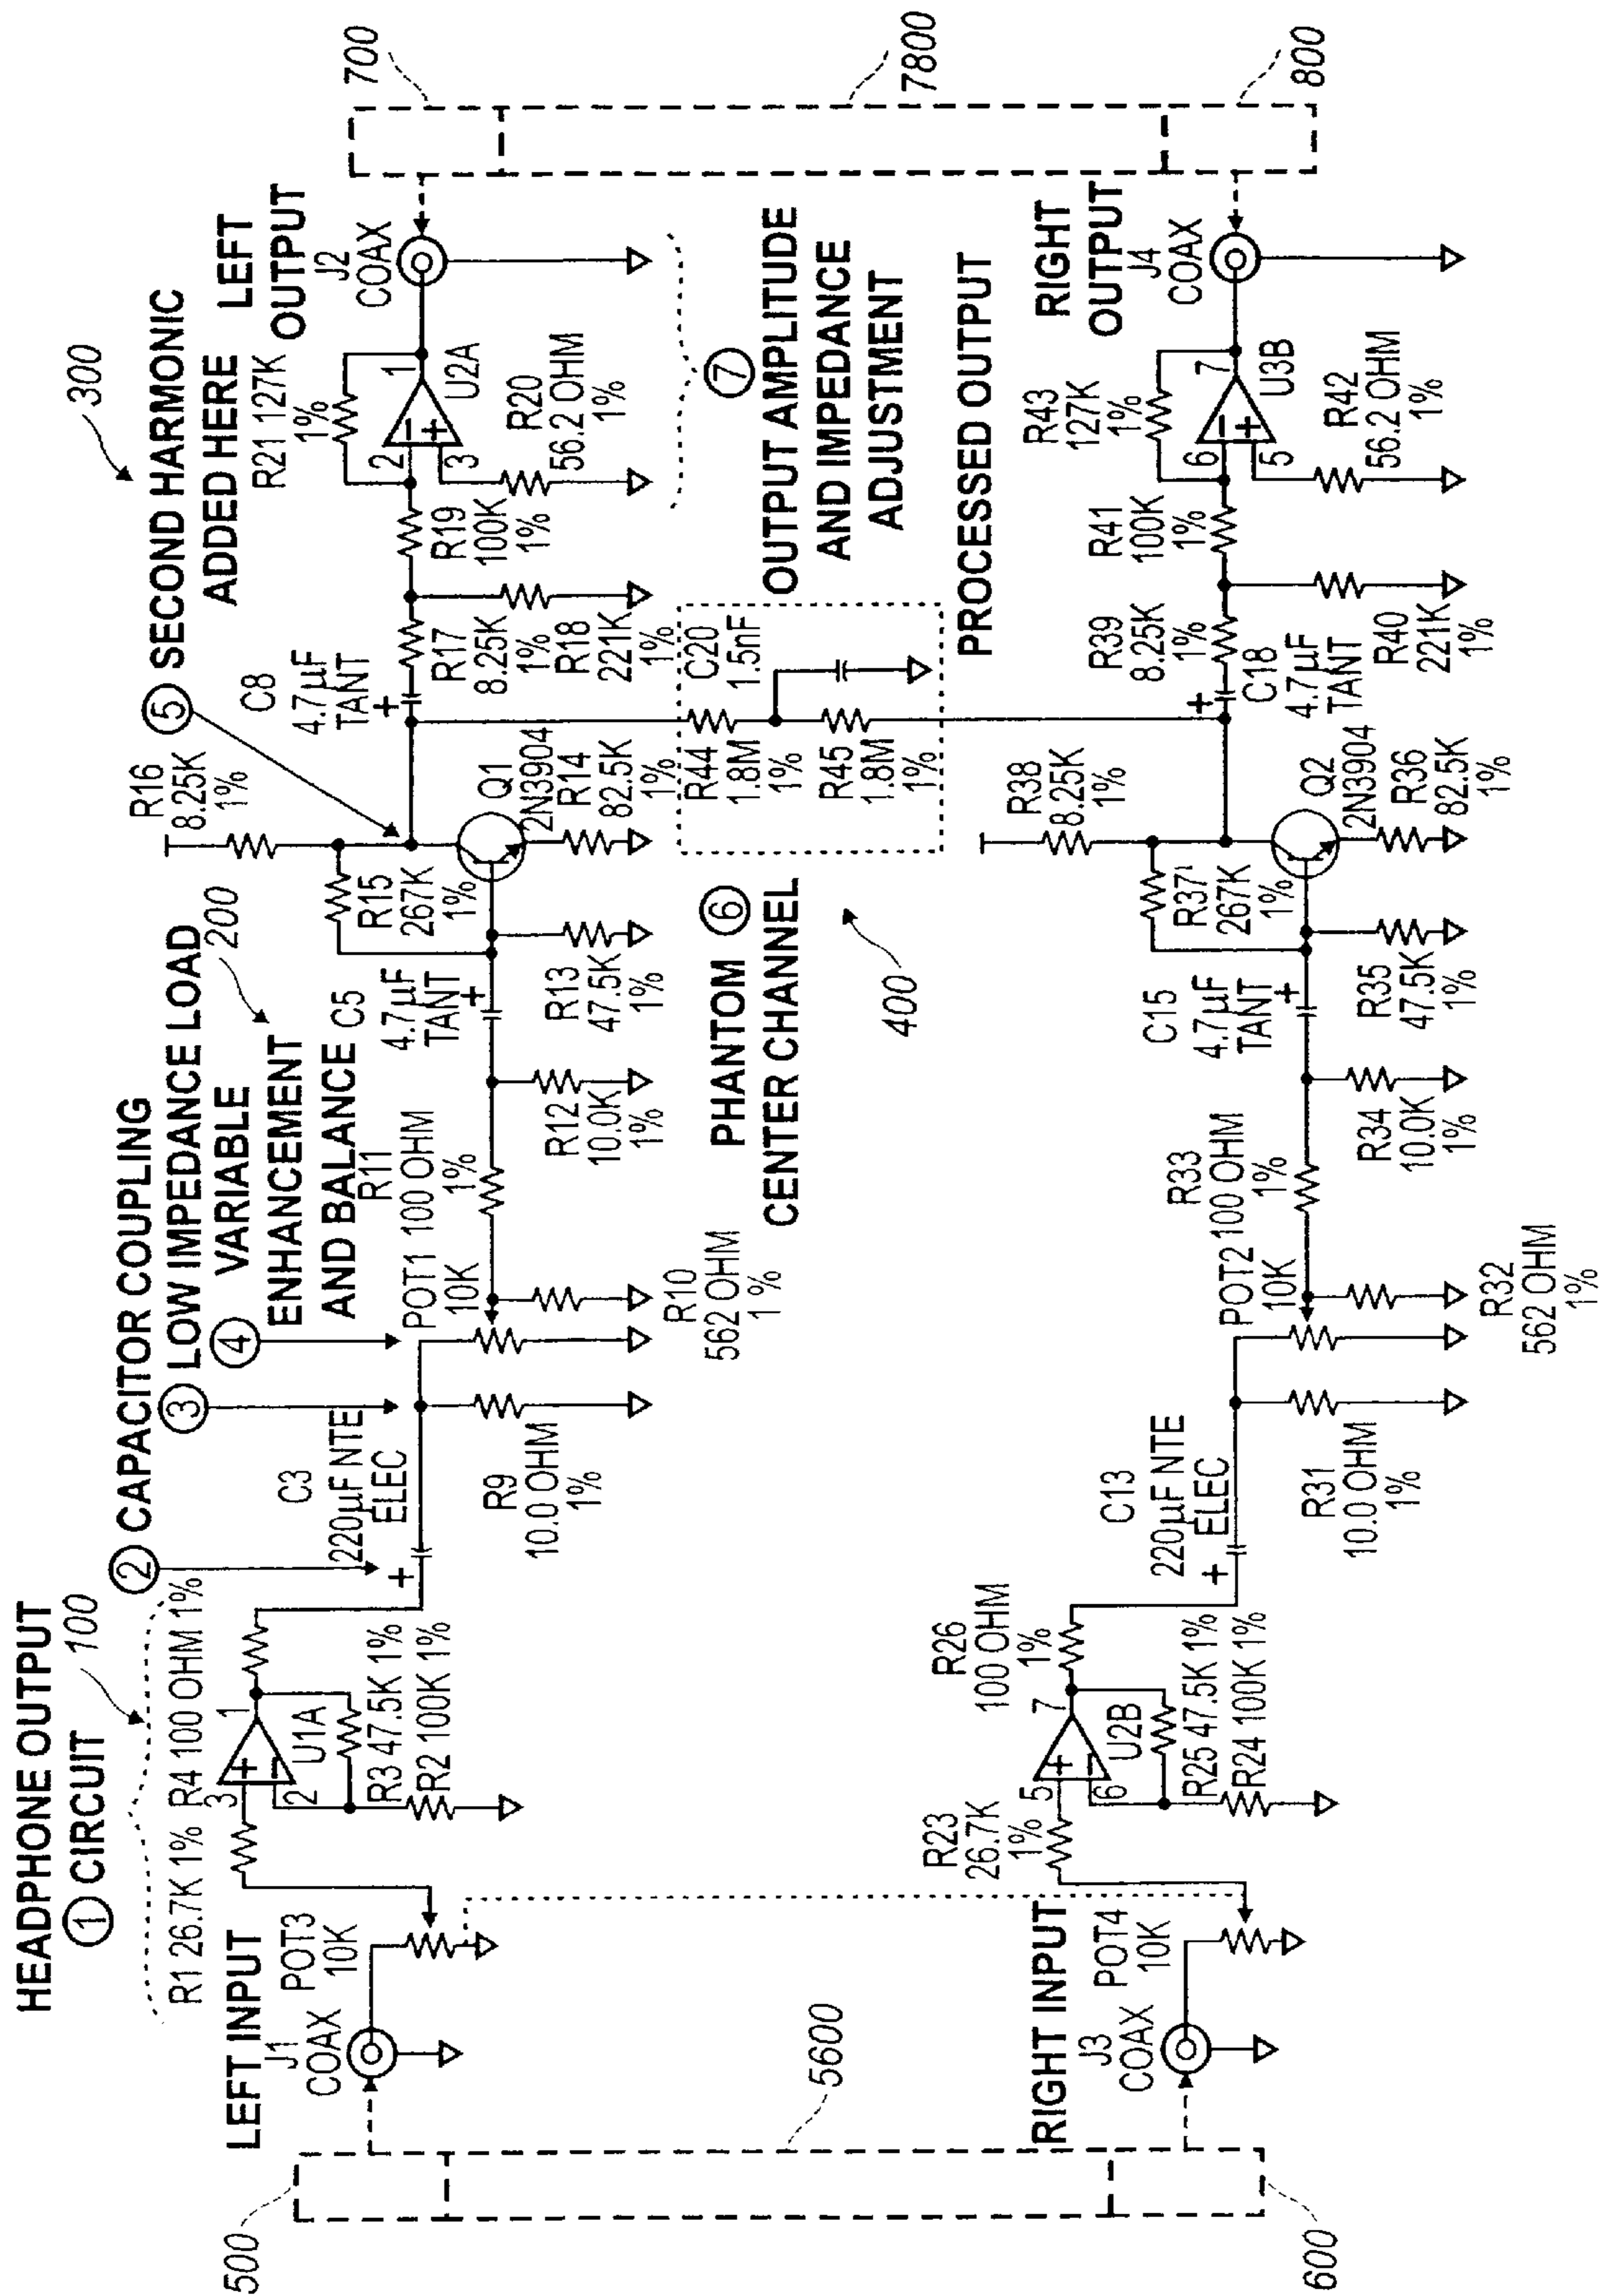 HEADPHONE OUTPUT
① CIRCUIT
100
R1 26.7K 1%
R4 100 OHM 1%
② CAPACITOR COUPLING
③ LOW IMPEDANCE LOAD
④ VARIABLE
ENHANCEMENT
AND BALANCE
200
⑤ SECOND HARMONIC
ADDED HERE
300
LEFT INPUT
J1
COAX
POT3
10K
3
2
1
U1A
R3 47.5K 1%
R2 100K 1%
C3
220µF NTE
ELEC
+
R9
10.0 OHM
1%
POT1
10K
R10
562 OHM
1 %
R11
100 OHM
1%
R12
10.0K
1%
C5
4.7µF
TANT
+
R13
47.5K
1%
R15
267K
1%
R16
8.25K
1%
Q1
2N3904
R14
82.5K
1%
C8
4.7µF
TANT
+
R17
8.25K
1%
R18
221K
1%
R19
100K
1%
R21 127K
1%
2
3
1
U2A
R20
56.2 OHM
1%
LEFT
OUTPUT
J2
COAX
700
7800
800
⑦
OUTPUT AMPLITUDE
AND IMPEDANCE
ADJUSTMENT
PHANTOM ⑥
CENTER CHANNEL
400
R44
1.8M
1%
C20
1.5nF
R45
1.8M
1%
PROCESSED OUTPUT
500
5600
600
RIGHT INPUT
J3
COAX
POT4
10K
R23
26.7K
1%
5
6
7
U2B
R26
100 OHM
1%
R25 47.5K 1%
R24 100K 1%
C13
220µF NTE
ELEC
+
R31
10.0 OHM
1%
POT2
10K
R32
562 OHM
1%
R33
100 OHM
1%
R34
10.0K
1%
C15
4.7µF
TANT
+
R35
47.5K
1%
R37
267K
1%
R38
8.25K
1%
Q2
2N3904
R36
82.5K
1%
+
C18
4.7µF
TANT
R39
8.25K
1%
R40
221K
1%
R41
100K
1%
R43
127K
1%
6
5
7
U3B
R42
56.2 OHM
1%
RIGHT
OUTPUT
J4
COAX